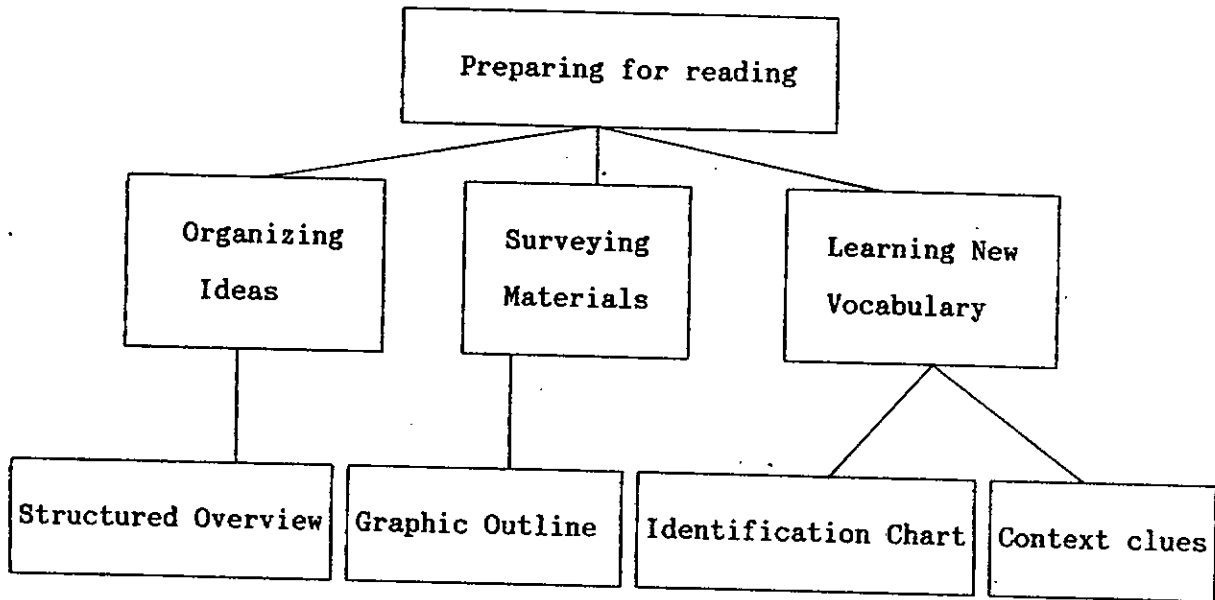 Preparing for reading
Organizing
Ideas
Surveying
Materials
Learning New
Vocabulary
Structured Overview
Graphic Outline
Identification Chart
Context clues